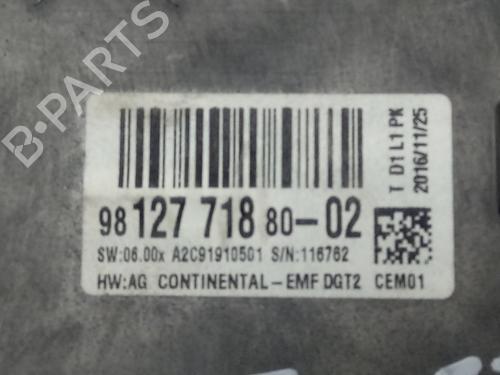 B-PARTS
98 127 718 80-02
SW:06.00x A2C91910501 S/N:116762
HW:AG CONTINENTAL-EMF DGT2 CEM01
T D1 L1 PK
2016/11/25